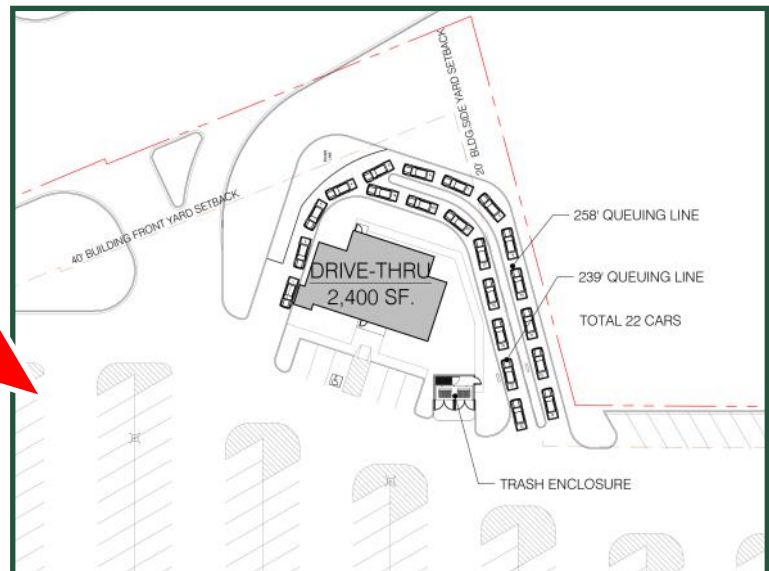 20' BLDG SIDE YARD SETBACK
40' BUILDING FRONT YARD SETBACK
258' QUEUING LINE
DRIVE-THRU
2,400 SF.
239' QUEUING LINE
TOTAL 22 CARS
TRASH ENCLOSURE